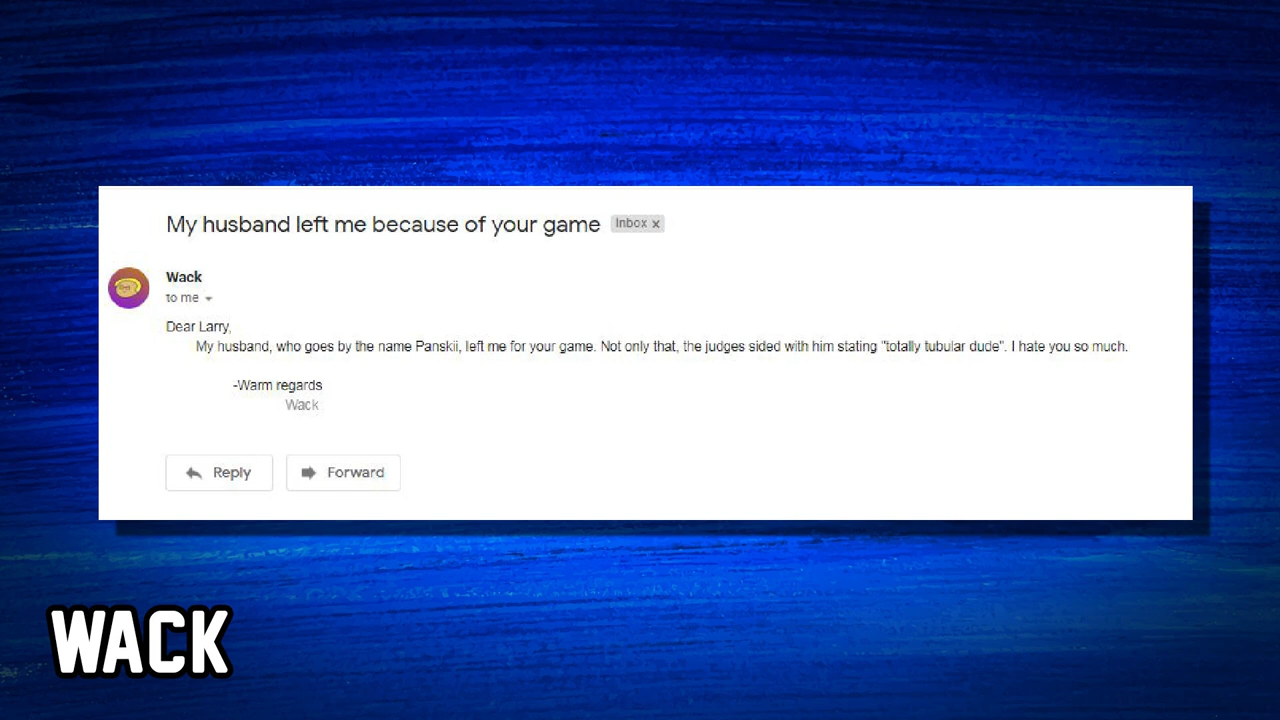 My husband left me because of your game Inbox x
Wack
to me
Dear Larry,
My husband, who goes by the name Panskii, left me for your game. Not only that, the judges sided with him stating "totally tubular dude". I hate you so much.
-Warm regards
Wack
Reply Forward
WACK